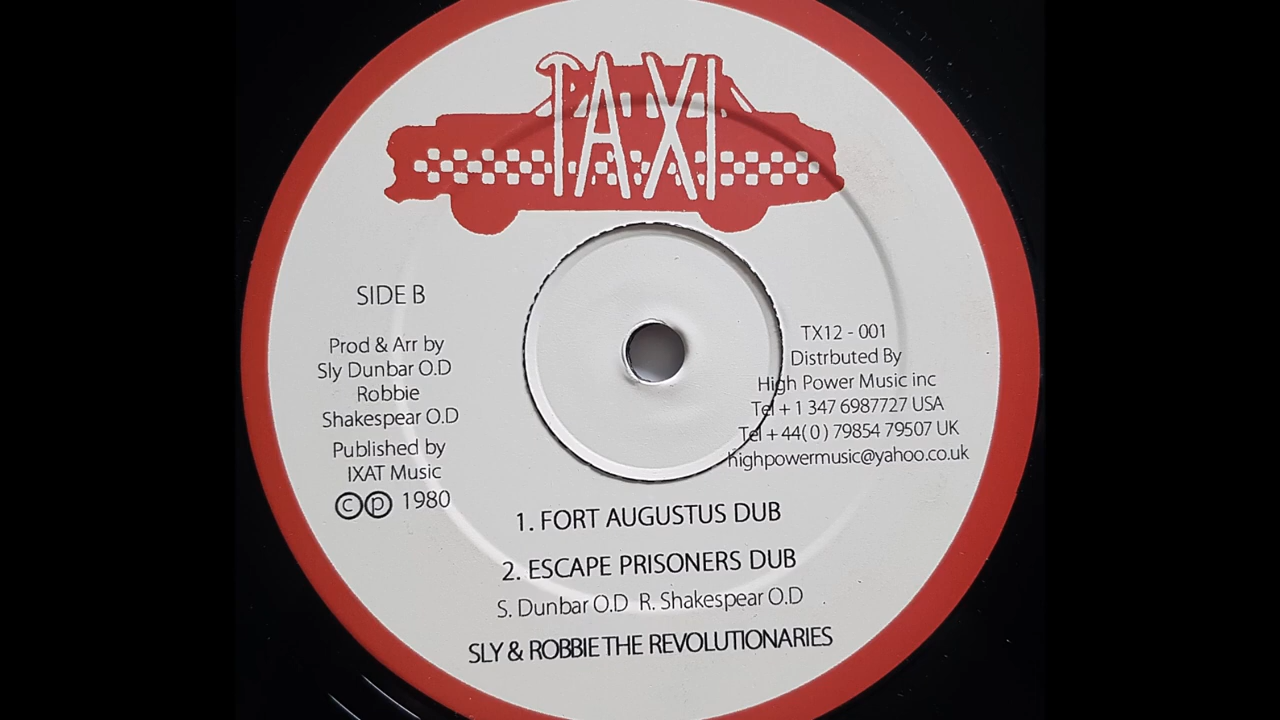 TAXI
SIDE B
Prod & Arr by
Sly Dunbar O.D
Robbie
Shakespear O.D
Published by
IXAT Music
©℗ 1980
TX12 - 001
Distrbuted By
High Power Music inc
Tel + 1 347 6987727 USA
Tel + 44( 0 ) 79854 79507 UK
highpowermusic@yahoo.co.uk
1. FORT AUGUSTUS DUB
2. ESCAPE PRISONERS DUB
S. Dunbar O.D R. Shakespear O.D
SLY & ROBBIE THE REVOLUTIONARIES